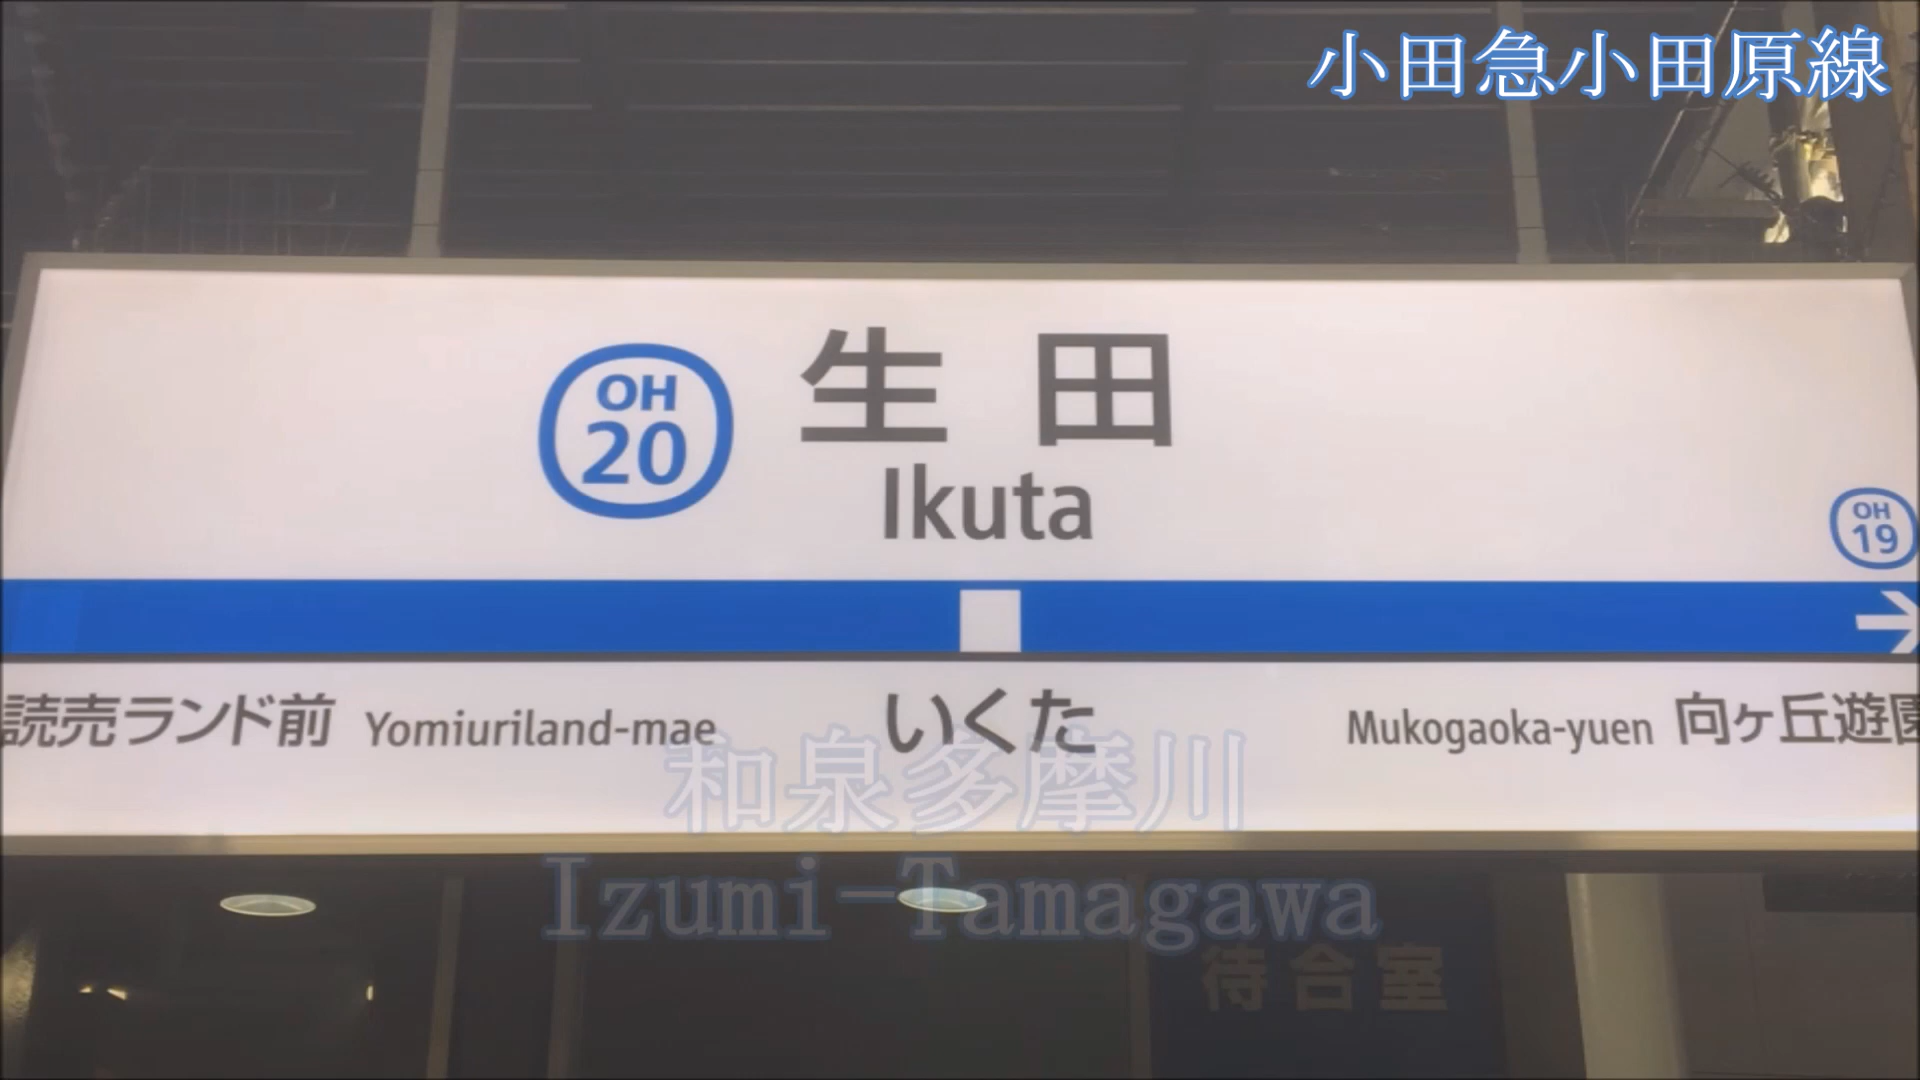 小田急小田原線
OH
20
生田
Ikuta
OH
19
読売ランド前 Yomiuriland-mae
いくた
Mukogaoka-yuen 向ヶ丘遊園
和泉多摩川
Izumi-Tamagawa
待合室